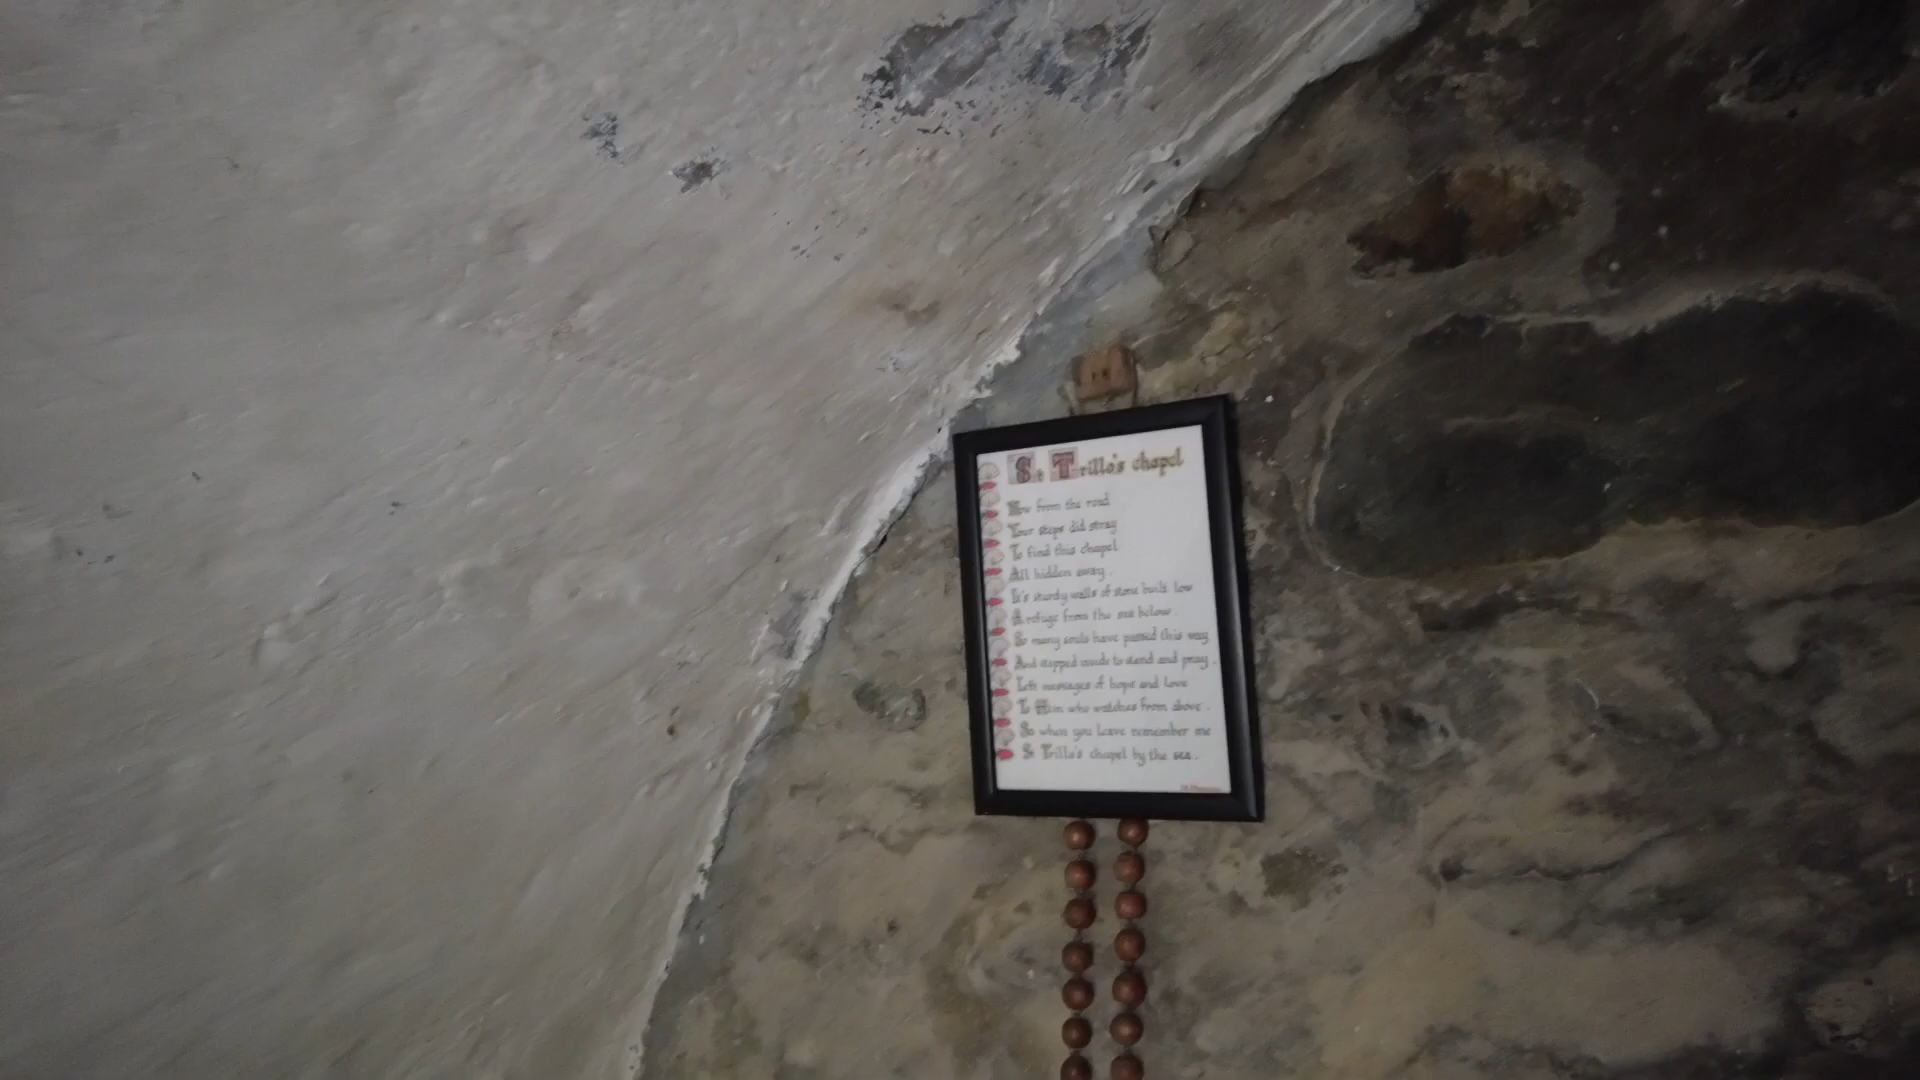 St Trillo's chapel
How from the road
Your steps did stray
To find this chapel
All hidden away.
It's sturdy walls of stone built low
A refuge from the sea below.
So many souls have passed this way
And stepped inside to stand and pray.
Left messages of hope and love
To Him who watches from above.
So when you leave remember me
St Trillo's chapel by the sea.